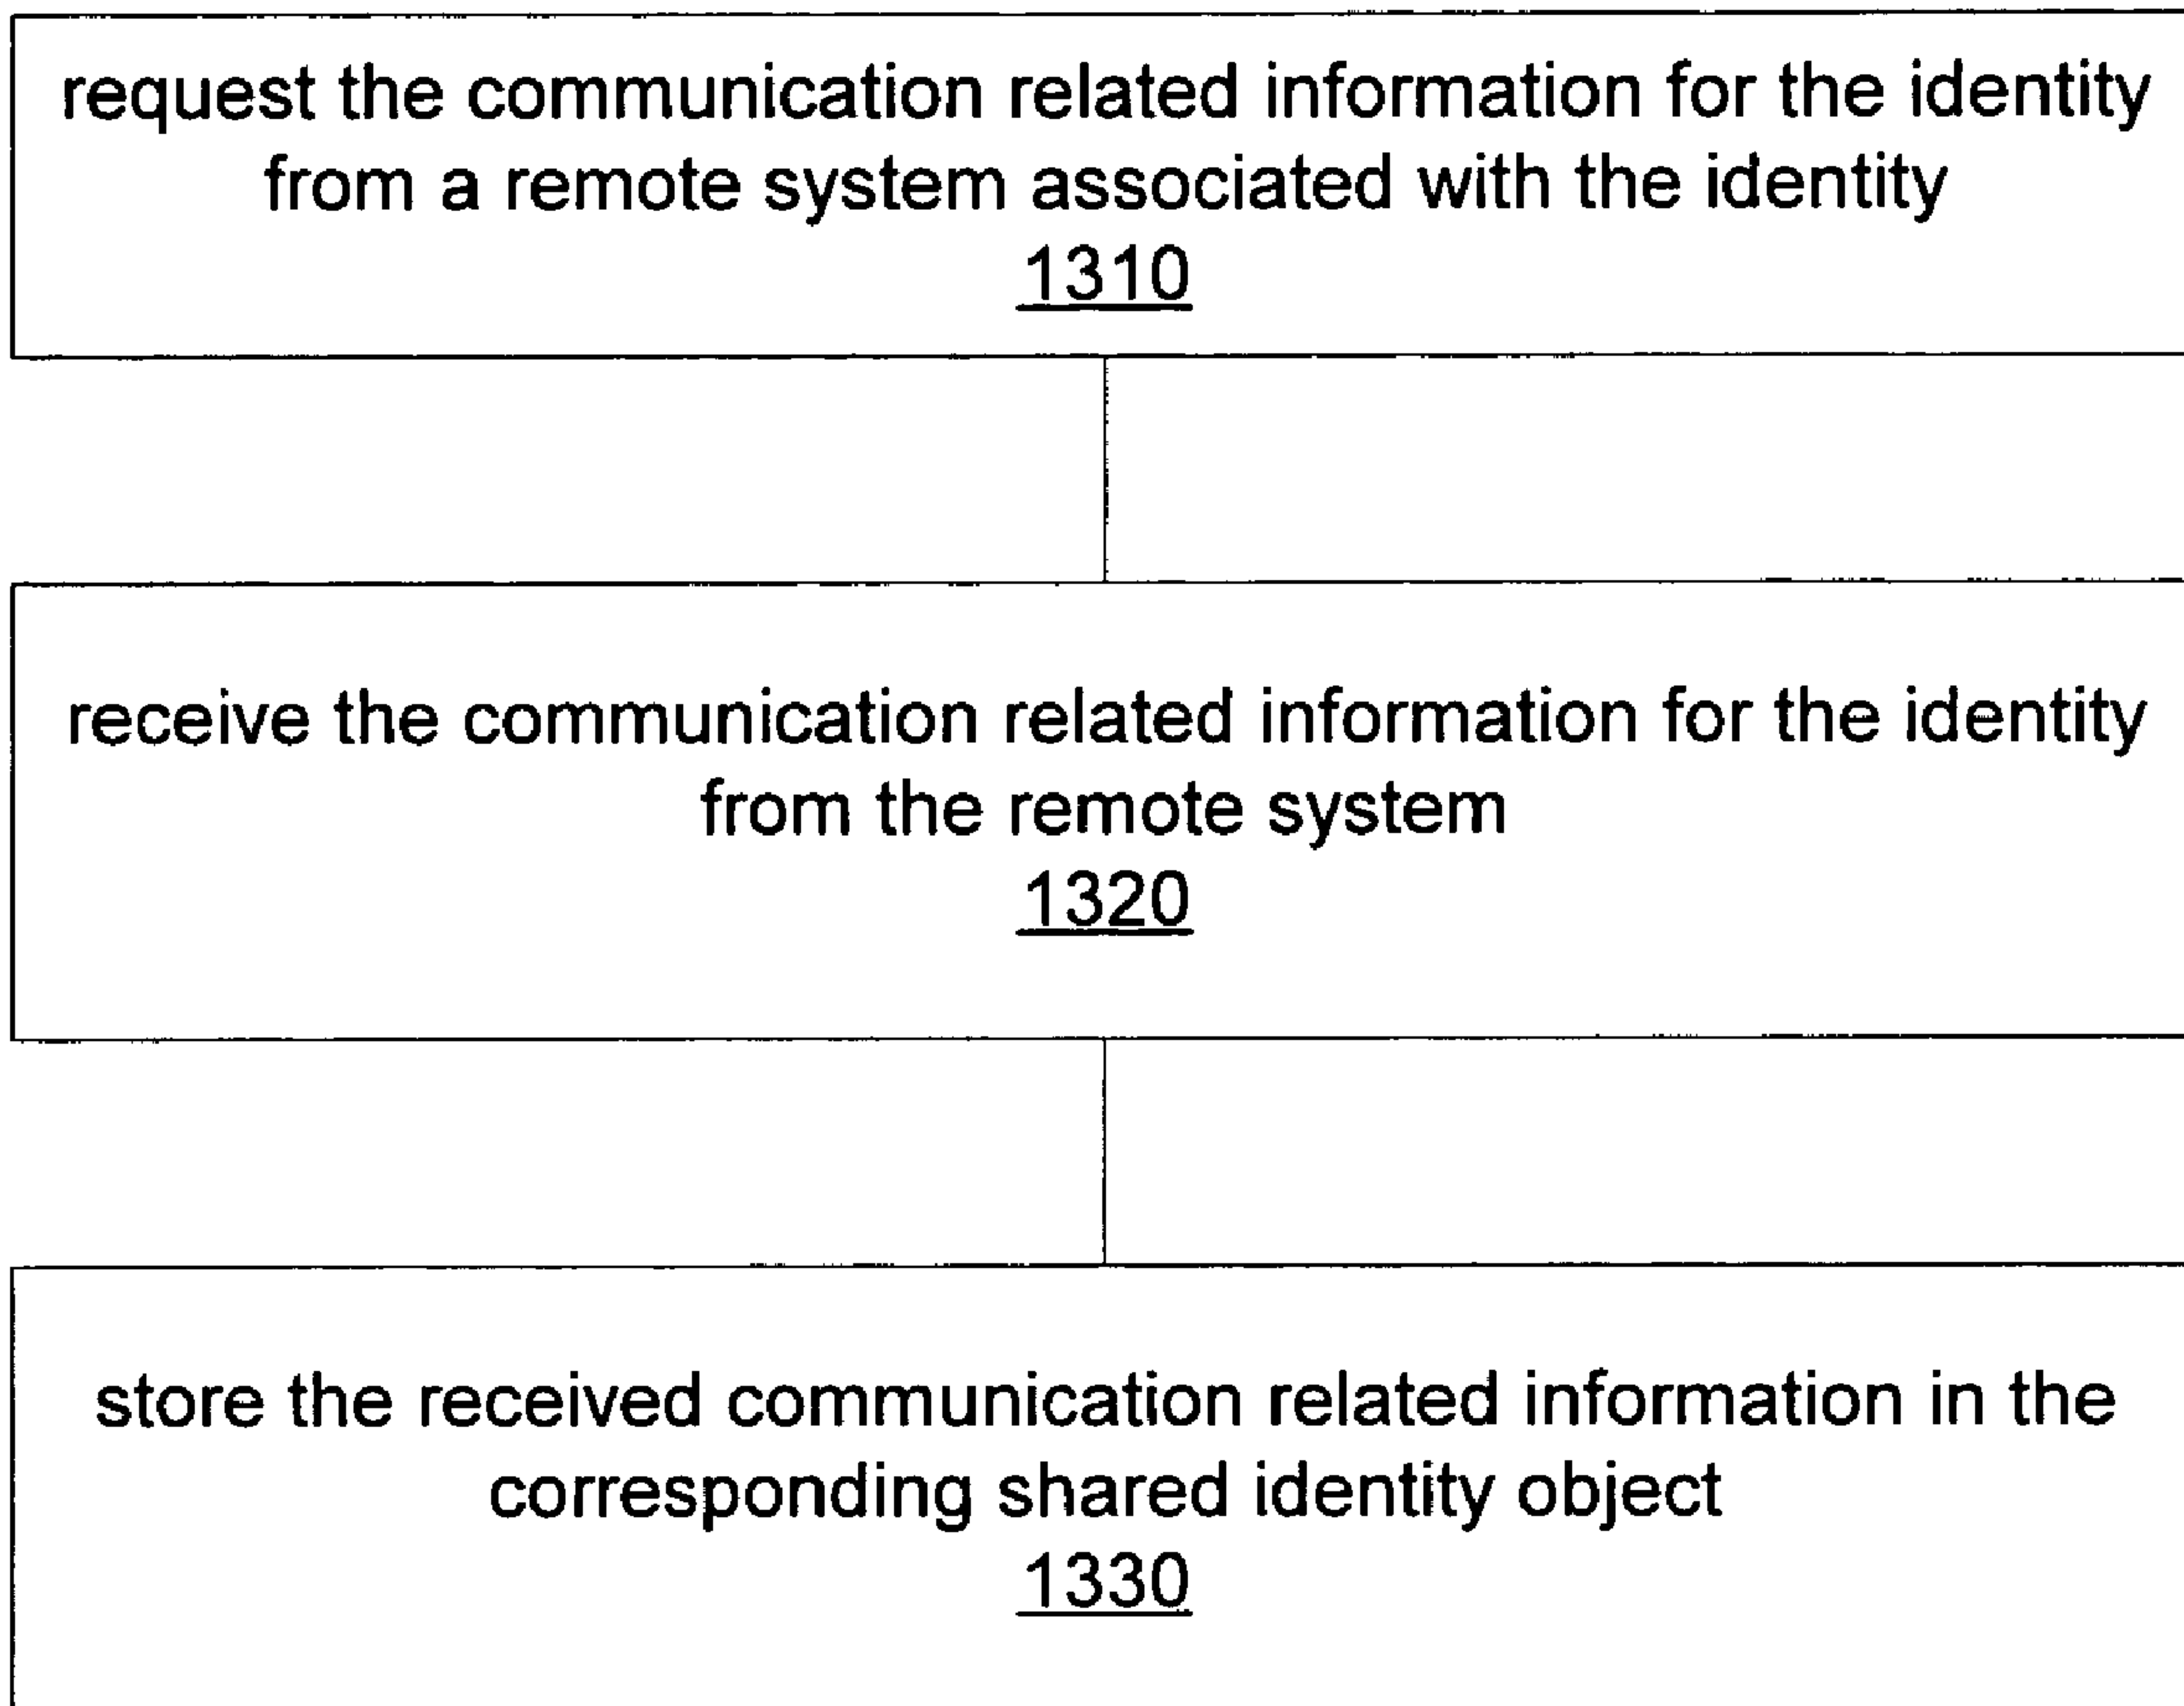 request the communication related information for the identity
from a remote system associated with the identity
1310
receive the communication related information for the identity
from the remote system
1320
store the received communication related information in the
corresponding shared identity object
1330